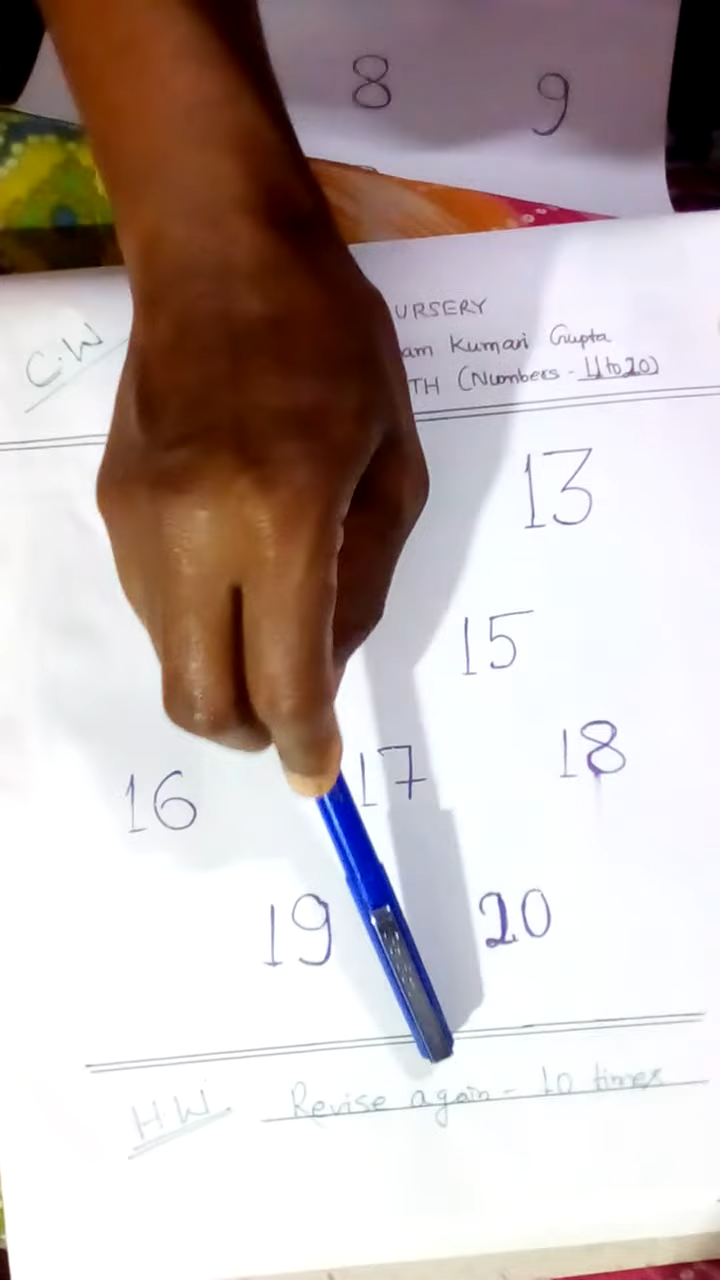 8 9
C.W
URSERY
am Kumari Gupta
TH (Numbers - 11 to 20)
13
15
16 17 18
19 20
H.W. Revise again - 10 times